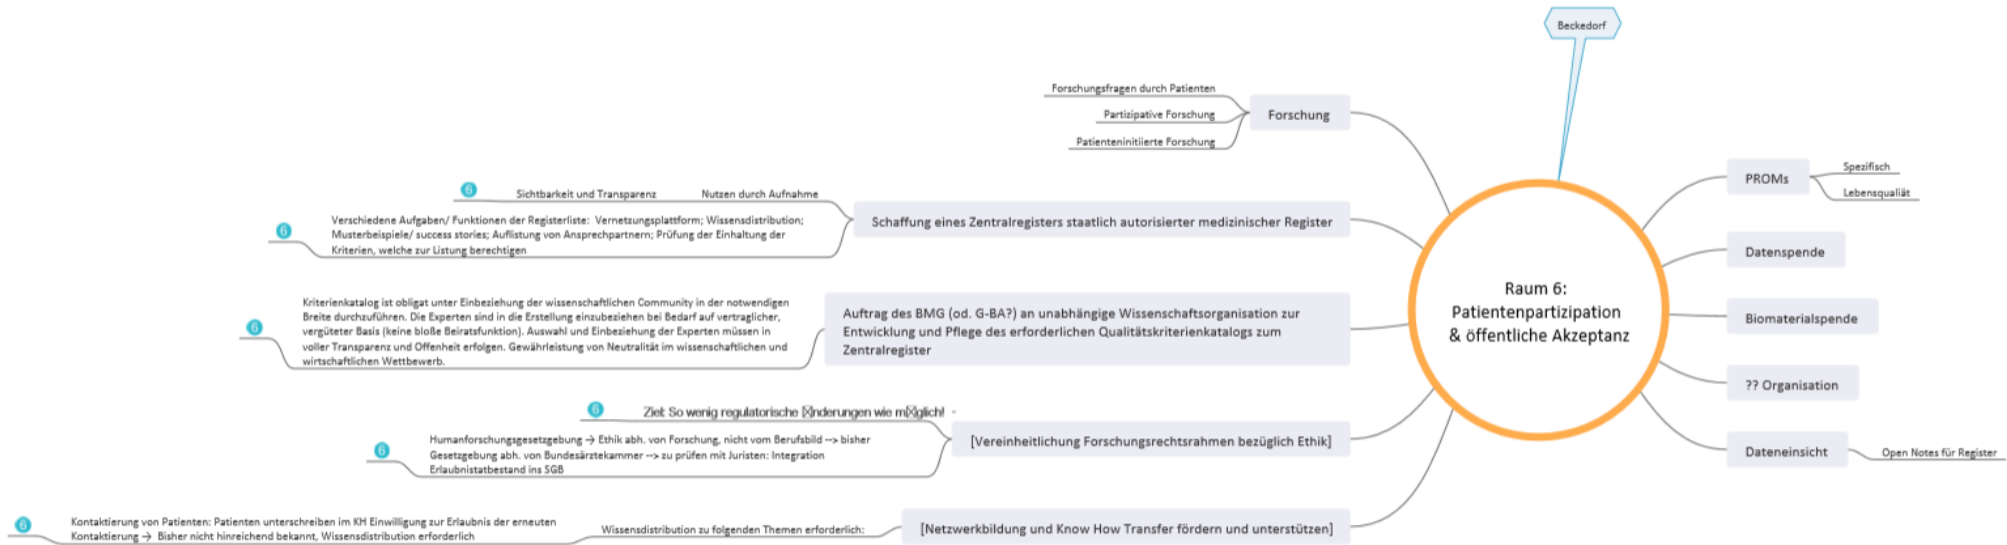 Beckedorf
Raum 6:
Patientenpartizipation
& öffentliche Akzeptanz
Forschung
Forschungsfragen durch Patienten
Partizipative Forschung
Patienteninitiierte Forschung
Schaffung eines Zentralregisters staatlich autorisierter medizinischer Register
Nutzen durch Aufnahme
Sichtbarkeit und Transparenz
6
Verschiedene Aufgaben/ Funktionen der Registerliste: Vernetzungsplattform; Wissensdistribution;
Musterbeispiele/ success stories; Auflistung von Ansprechpartnern; Prüfung der Einhaltung der
Kriterien, welche zur Listung berechtigen
6
Auftrag des BMG (od. G-BA?) an unabhängige Wissenschaftsorganisation zur
Entwicklung und Pflege des erforderlichen Qualitätskriterienkatalogs zum
Zentralregister
Kriterienkatalog ist obligat unter Einbeziehung der wissenschaftlichen Community in der notwendigen
Breite durchzuführen. Die Experten sind in die Erstellung einzubeziehen bei Bedarf auf vertraglicher,
vergüteter Basis (keine bloße Beiratsfunktion). Auswahl und Einbeziehung der Experten müssen in
voller Transparenz und Offenheit erfolgen. Gewährleistung von Neutralität im wissenschaftlichen und
wirtschaftlichen Wettbewerb.
6
[Vereinheitlichung Forschungsrechtsrahmen bezüglich Ethik]
Ziel: So wenig regulatorische ☒nderungen wie m☒glich! -
6
Humanforschungsgesetzgebung → Ethik abh. von Forschung, nicht vom Berufsbild --> bisher
Gesetzgebung abh. von Bundesärztekammer --> zu prüfen mit Juristen: Integration
Erlaubnistatbestand ins SGB
6
[Netzwerkbildung und Know How Transfer fördern und unterstützen]
Wissensdistribution zu folgenden Themen erforderlich:
Kontaktierung von Patienten: Patienten unterschreiben im KH Einwilligung zur Erlaubnis der erneuten
Kontaktierung → Bisher nicht hinreichend bekannt, Wissensdistribution erforderlich
6
PROMs
Spezifisch
Lebensqualiät
Datenspende
Biomaterialspende
?? Organisation
Dateneinsicht
Open Notes für Register